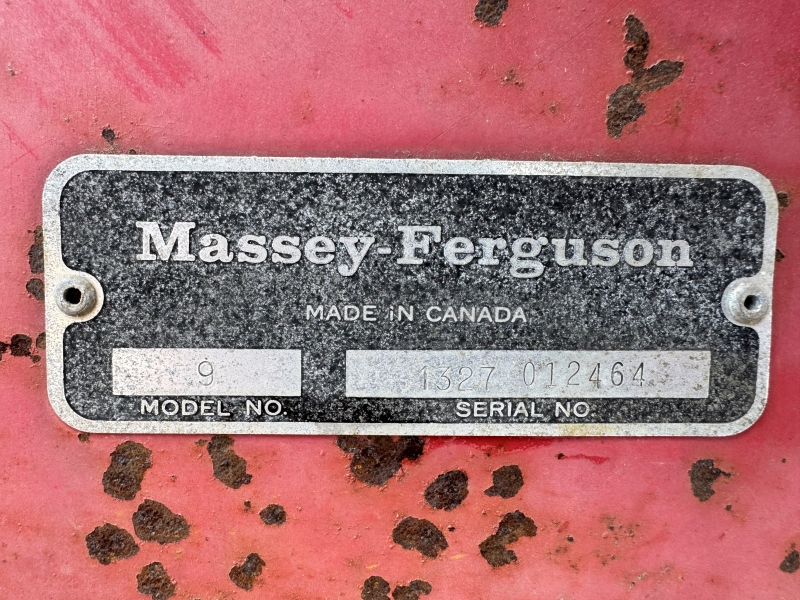 Massey-Ferguson
MADE iN CANADA
9
1327 012464
MODEL NO.
SERIAL NO.